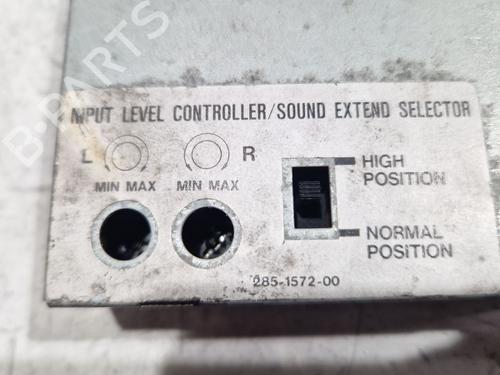 INPUT LEVEL CONTROLLER/SOUND EXTEND SELECTOR
L R
MIN MAX MIN MAX
HIGH
POSITION
NORMAL
POSITION
285-1572-00
B-PARTS